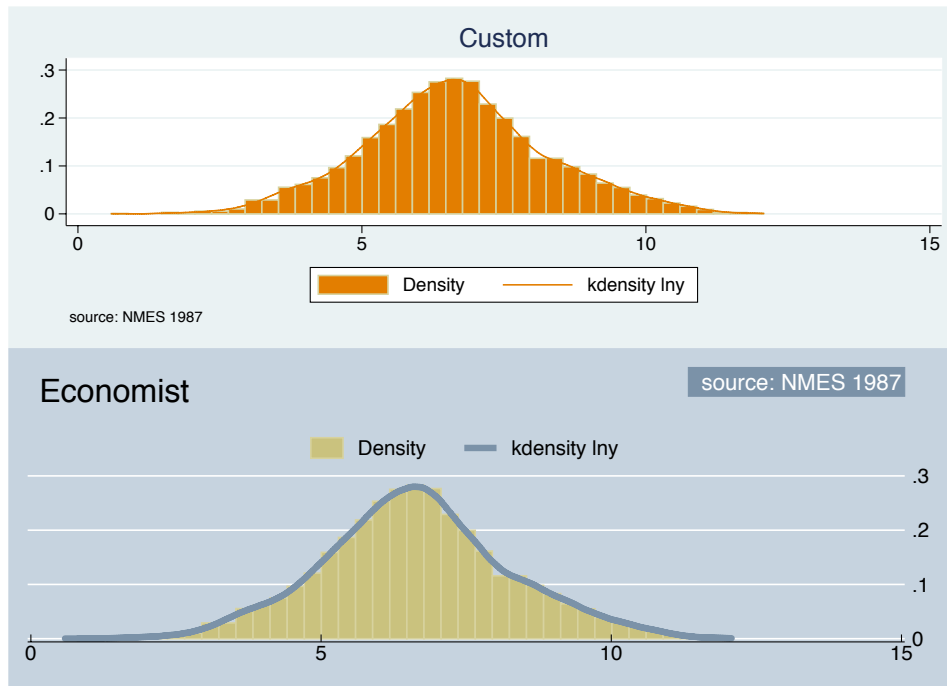 Custom
.3
.2
.1
0
0 5 10 15
Density kdensity lny
source: NMES 1987
Economist
source: NMES 1987
Density kdensity lny
.3
.2
.1
0
0 5 10 15